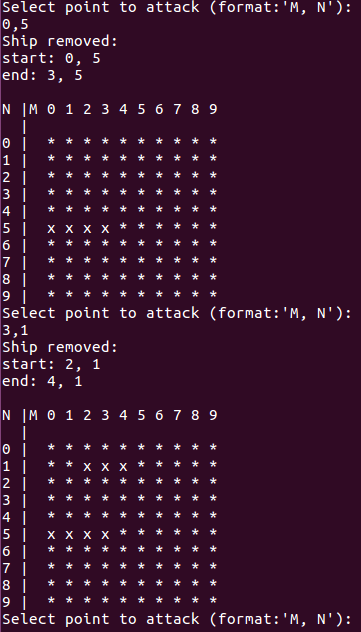 Select point to attack (format:'M, N'):
0,5
Ship removed:
start: 0, 5
end: 3, 5

N |M 0 1 2 3 4 5 6 7 8 9
  |
0 |  * * * * * * * * * *
1 |  * * * * * * * * * *
2 |  * * * * * * * * * *
3 |  * * * * * * * * * *
4 |  * * * * * * * * * *
5 |  x x x x * * * * * *
6 |  * * * * * * * * * *
7 |  * * * * * * * * * *
8 |  * * * * * * * * * *
9 |  * * * * * * * * * *
Select point to attack (format:'M, N'):
3,1
Ship removed:
start: 2, 1
end: 4, 1

N |M 0 1 2 3 4 5 6 7 8 9
  |
0 |  * * * * * * * * * *
1 |  * * x x x * * * * *
2 |  * * * * * * * * * *
3 |  * * * * * * * * * *
4 |  * * * * * * * * * *
5 |  x x x x * * * * * *
6 |  * * * * * * * * * *
7 |  * * * * * * * * * *
8 |  * * * * * * * * * *
9 |  * * * * * * * * * *
Select point to attack (format:'M, N'):